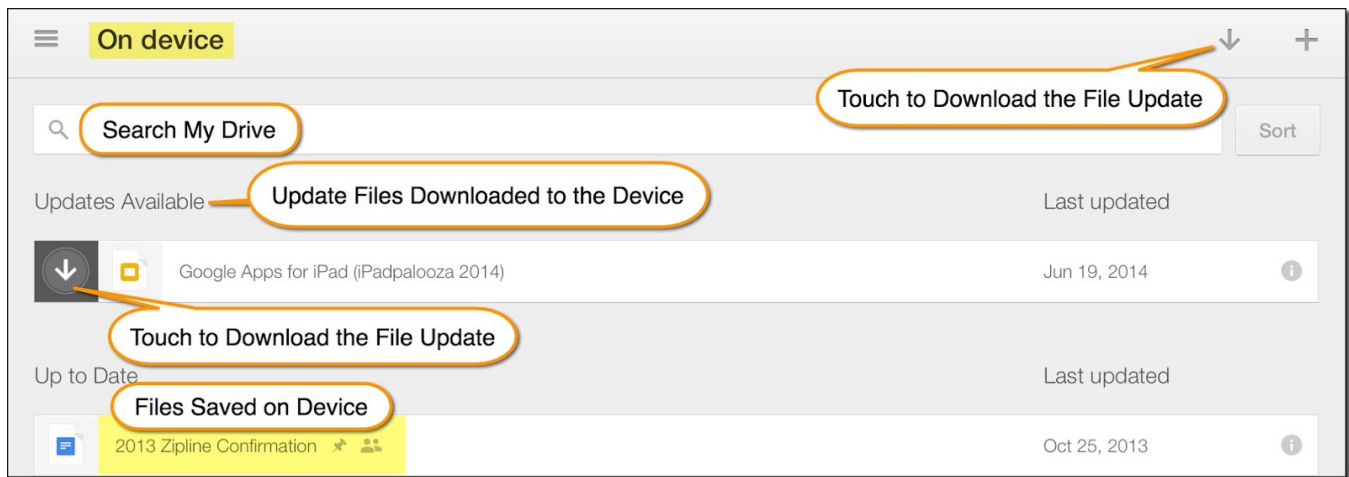 On device
Touch to Download the File Update
Search My Drive
Sort
Updates Available
Update Files Downloaded to the Device
Last updated
Google Apps for iPad (iPadpalooza 2014)
Jun 19, 2014
Touch to Download the File Update
Up to Date
Last updated
Files Saved on Device
2013 Zipline Confirmation
Oct 25, 2013